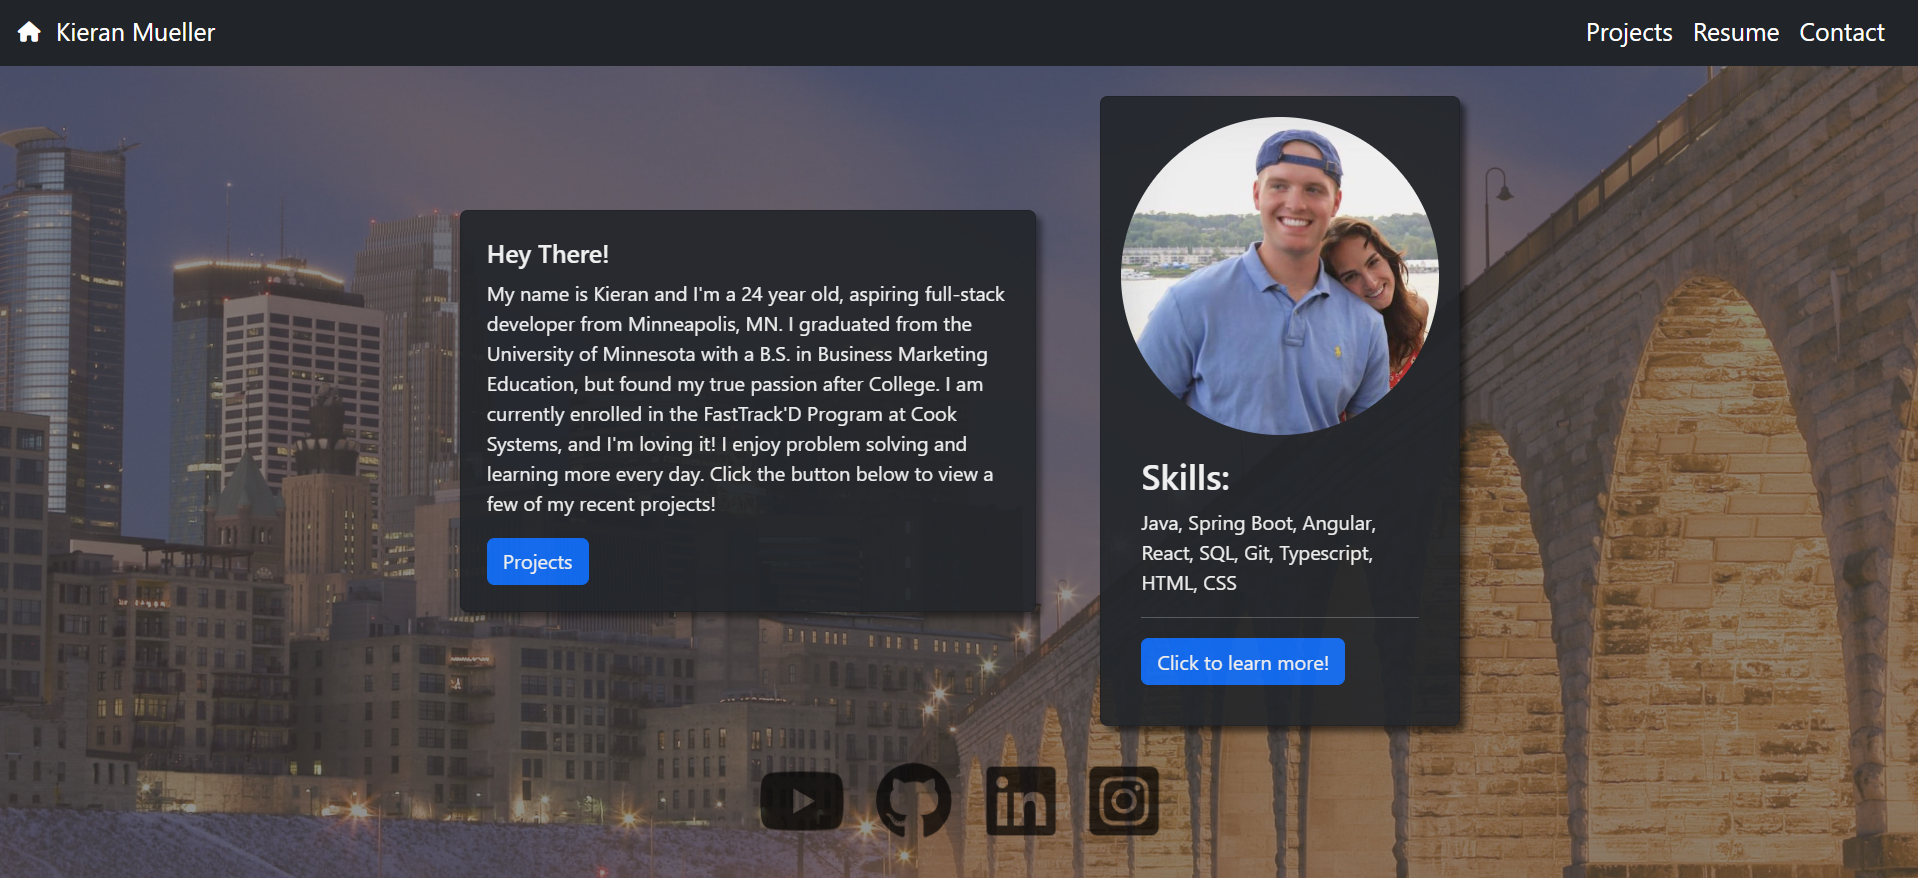 Kieran Mueller
Projects Resume Contact
Hey There!
My name is Kieran and I'm a 24 year old, aspiring full-stack
developer from Minneapolis, MN. I graduated from the
University of Minnesota with a B.S. in Business Marketing
Education, but found my true passion after College. I am
currently enrolled in the FastTrack'D Program at Cook
Systems, and I'm loving it! I enjoy problem solving and
learning more every day. Click the button below to view a
few of my recent projects!
Projects
Skills:
Java, Spring Boot, Angular,
React, SQL, Git, Typescript,
HTML, CSS
Click to learn more!
in